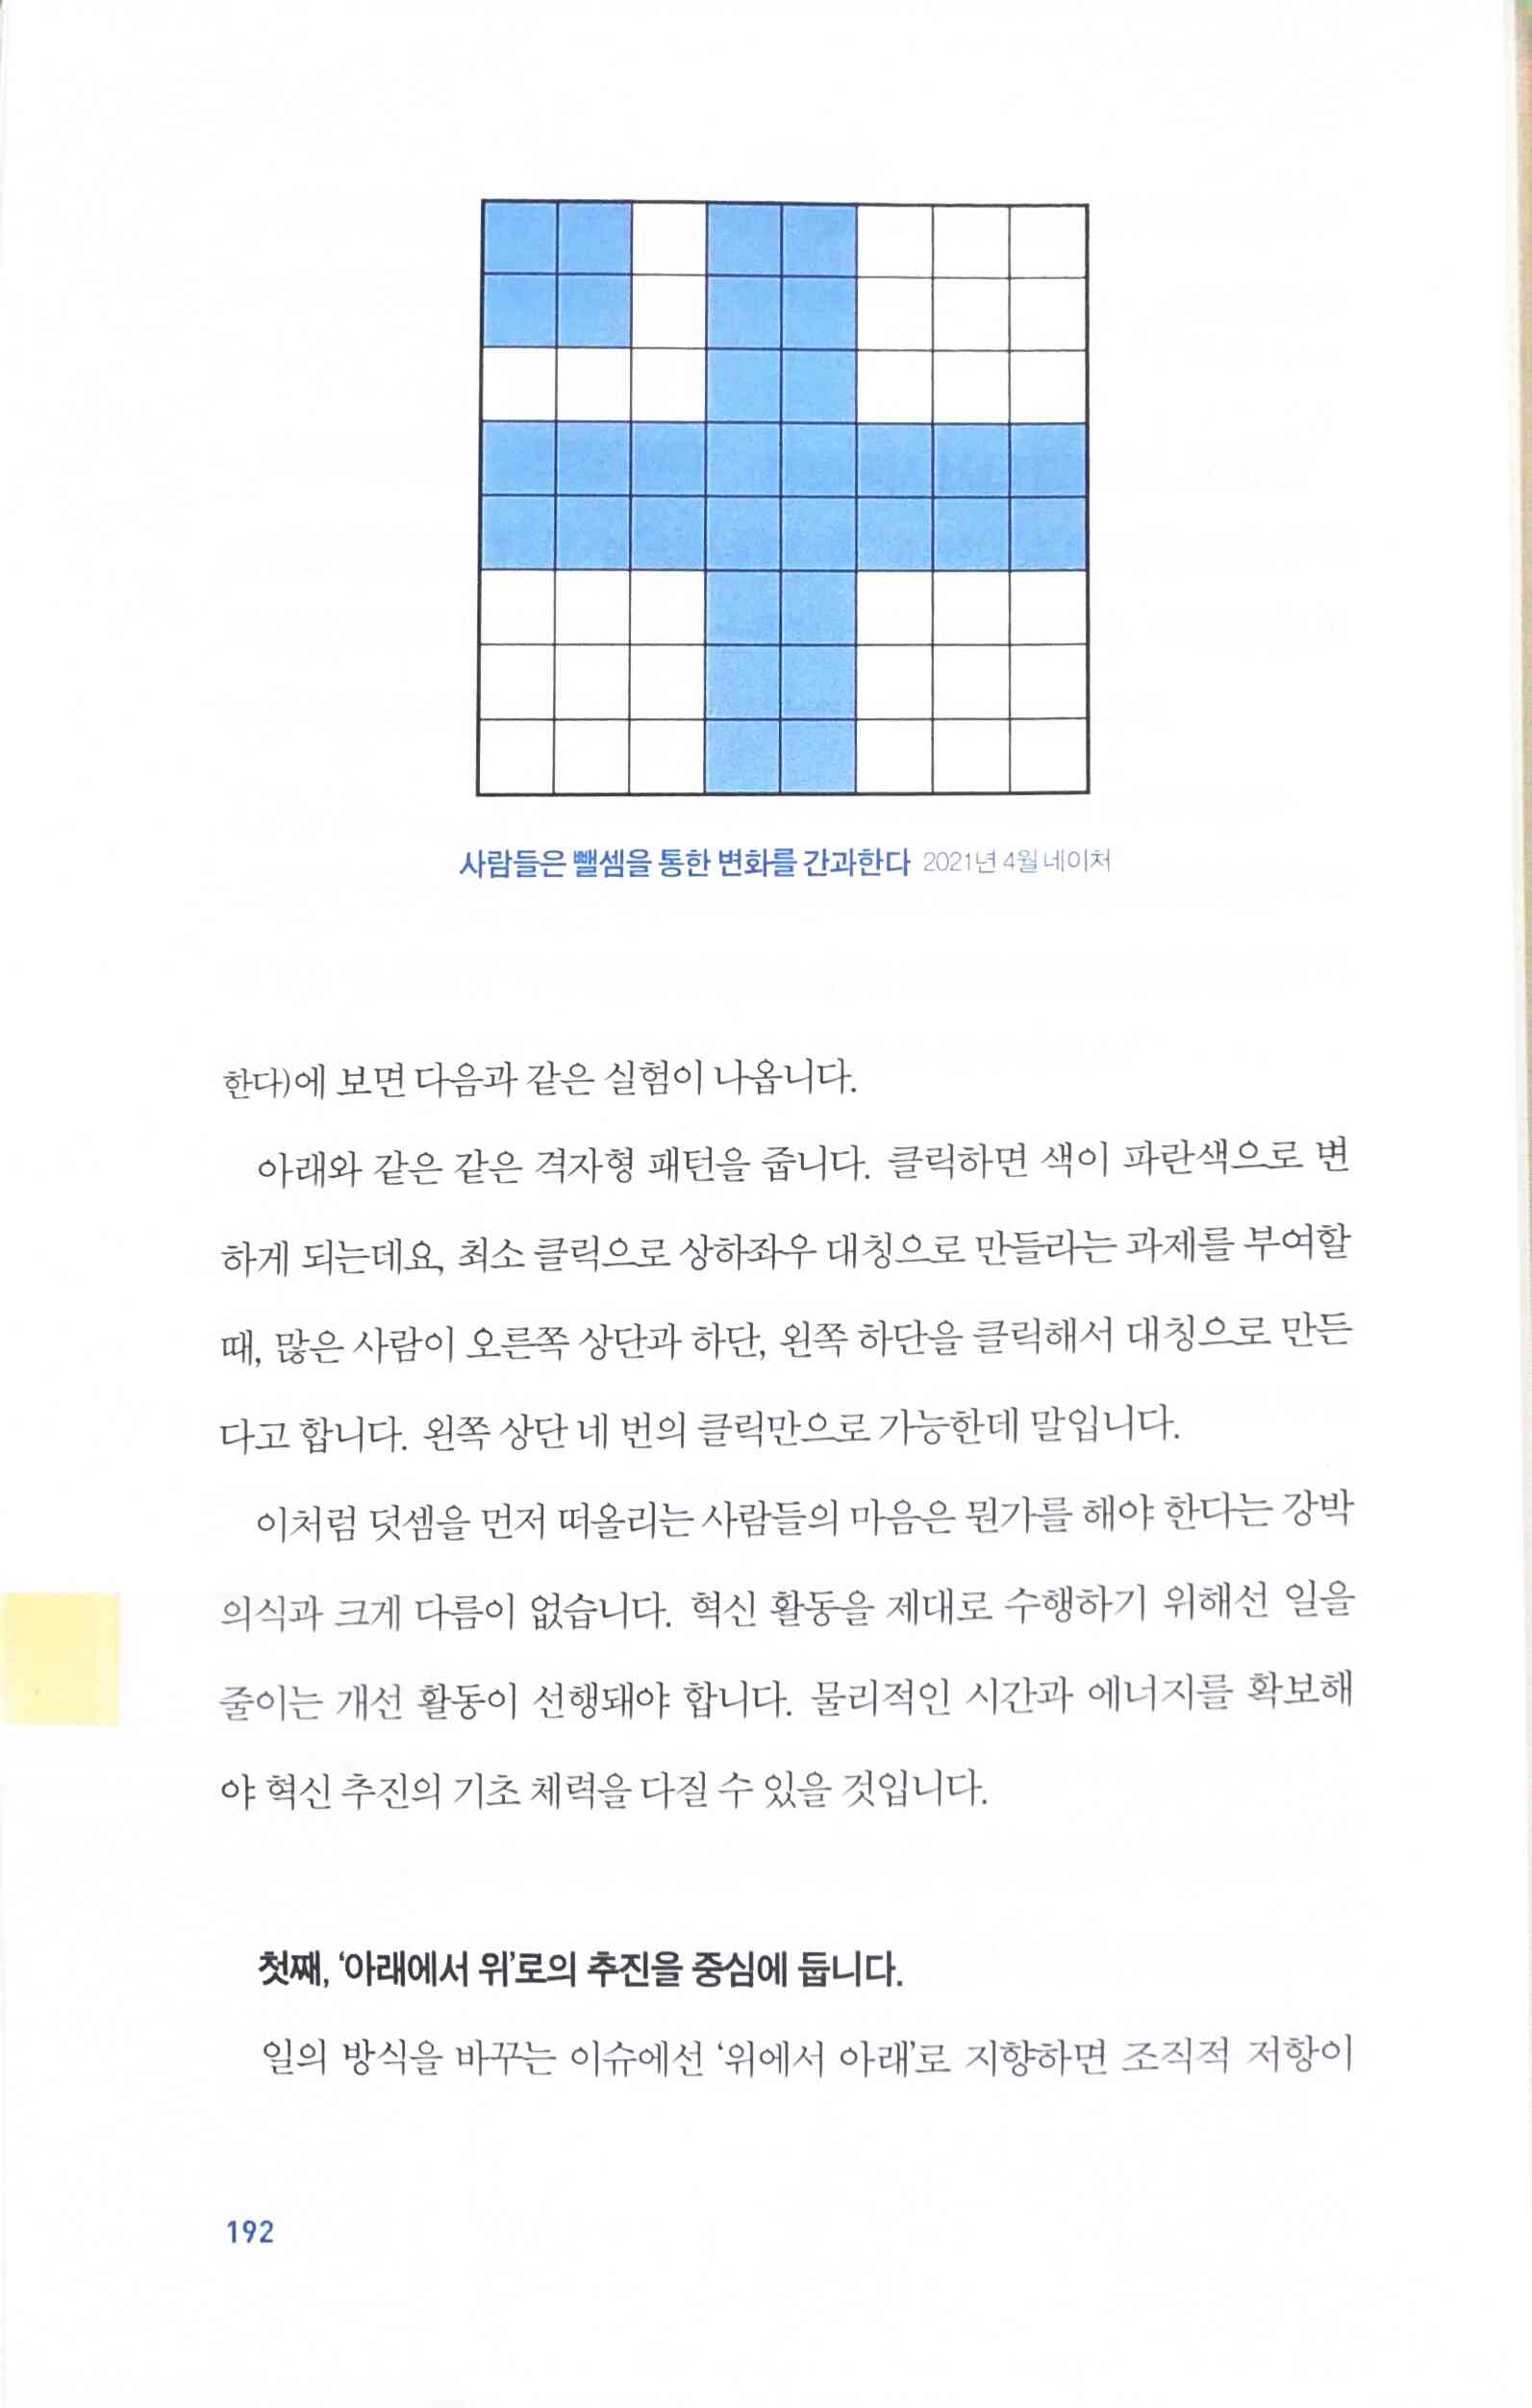 사람들은 뺄셈을 통한 변화를 간과한다 2021년 4월 네이처
한다)에 보면 다음과 같은 실험이 나옵니다.
아래와 같은 같은 격자형 패턴을 줍니다. 클릭하면 색이 파란색으로 변
하게 되는데요, 최소 클릭으로 상하좌우 대칭으로 만들라는 과제를 부여할
때, 많은 사람이 오른쪽 상단과 하단, 왼쪽 하단을 클릭해서 대칭으로 만든
다고 합니다. 왼쪽 상단 네 번의 클릭만으로 가능한데 말입니다.
이처럼 덧셈을 먼저 떠올리는 사람들의 마음은 뭔가를 해야 한다는 강박
의식과 크게 다름이 없습니다. 혁신 활동을 제대로 수행하기 위해선 일을
줄이는 개선 활동이 선행돼야 합니다. 물리적인 시간과 에너지를 확보해
야 혁신 추진의 기초 체력을 다질 수 있을 것입니다.
첫째, ‘아래에서 위’로의 추진을 중심에 둡니다.
일의 방식을 바꾸는 이슈에선 ‘위에서 아래’로 지향하면 조직적 저항이
192